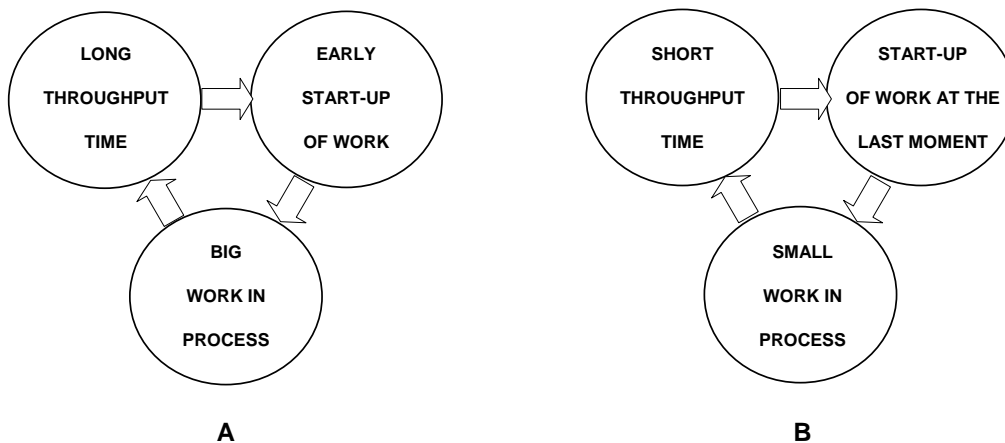 LONG
THROUGHPUT
TIME
EARLY
START-UP
OF WORK
BIG
WORK IN
PROCESS
A
SHORT
THROUGHPUT
TIME
START-UP
OF WORK AT THE
LAST MOMENT
SMALL
WORK IN
PROCESS
B